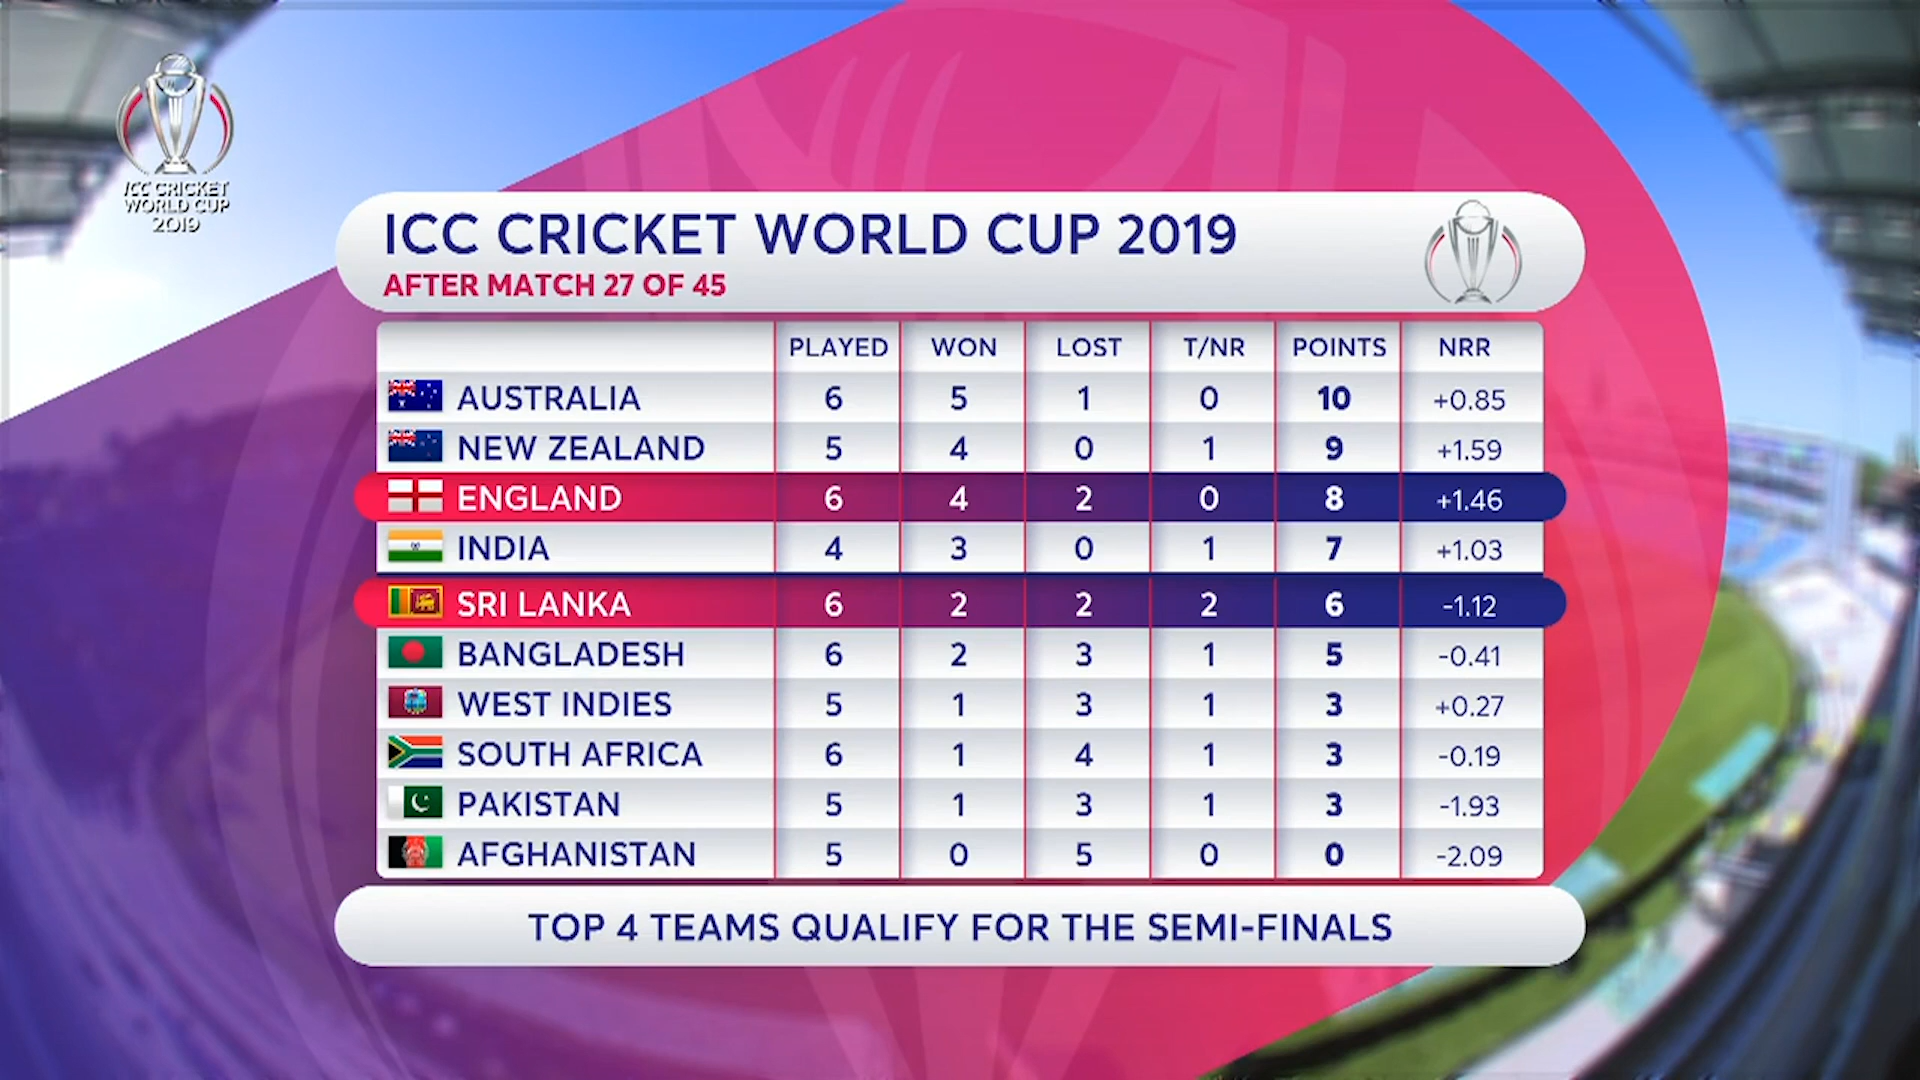 ICC CRICKET
WORLD CUP
2019
ICC CRICKET WORLD CUP 2019
AFTER MATCH 27 OF 45
PLAYED WON LOST T/NR POINTS NRR
AUSTRALIA 6 5 1 0 10 +0.85
NEW ZEALAND 5 4 0 1 9 +1.59
ENGLAND 6 4 2 0 8 +1.46
INDIA 4 3 0 1 7 +1.03
SRI LANKA 6 2 2 2 6 -1.12
BANGLADESH 6 2 3 1 5 -0.41
WEST INDIES 5 1 3 1 3 +0.27
SOUTH AFRICA 6 1 4 1 3 -0.19
PAKISTAN 5 1 3 1 3 -1.93
AFGHANISTAN 5 0 5 0 0 -2.09
TOP 4 TEAMS QUALIFY FOR THE SEMI-FINALS